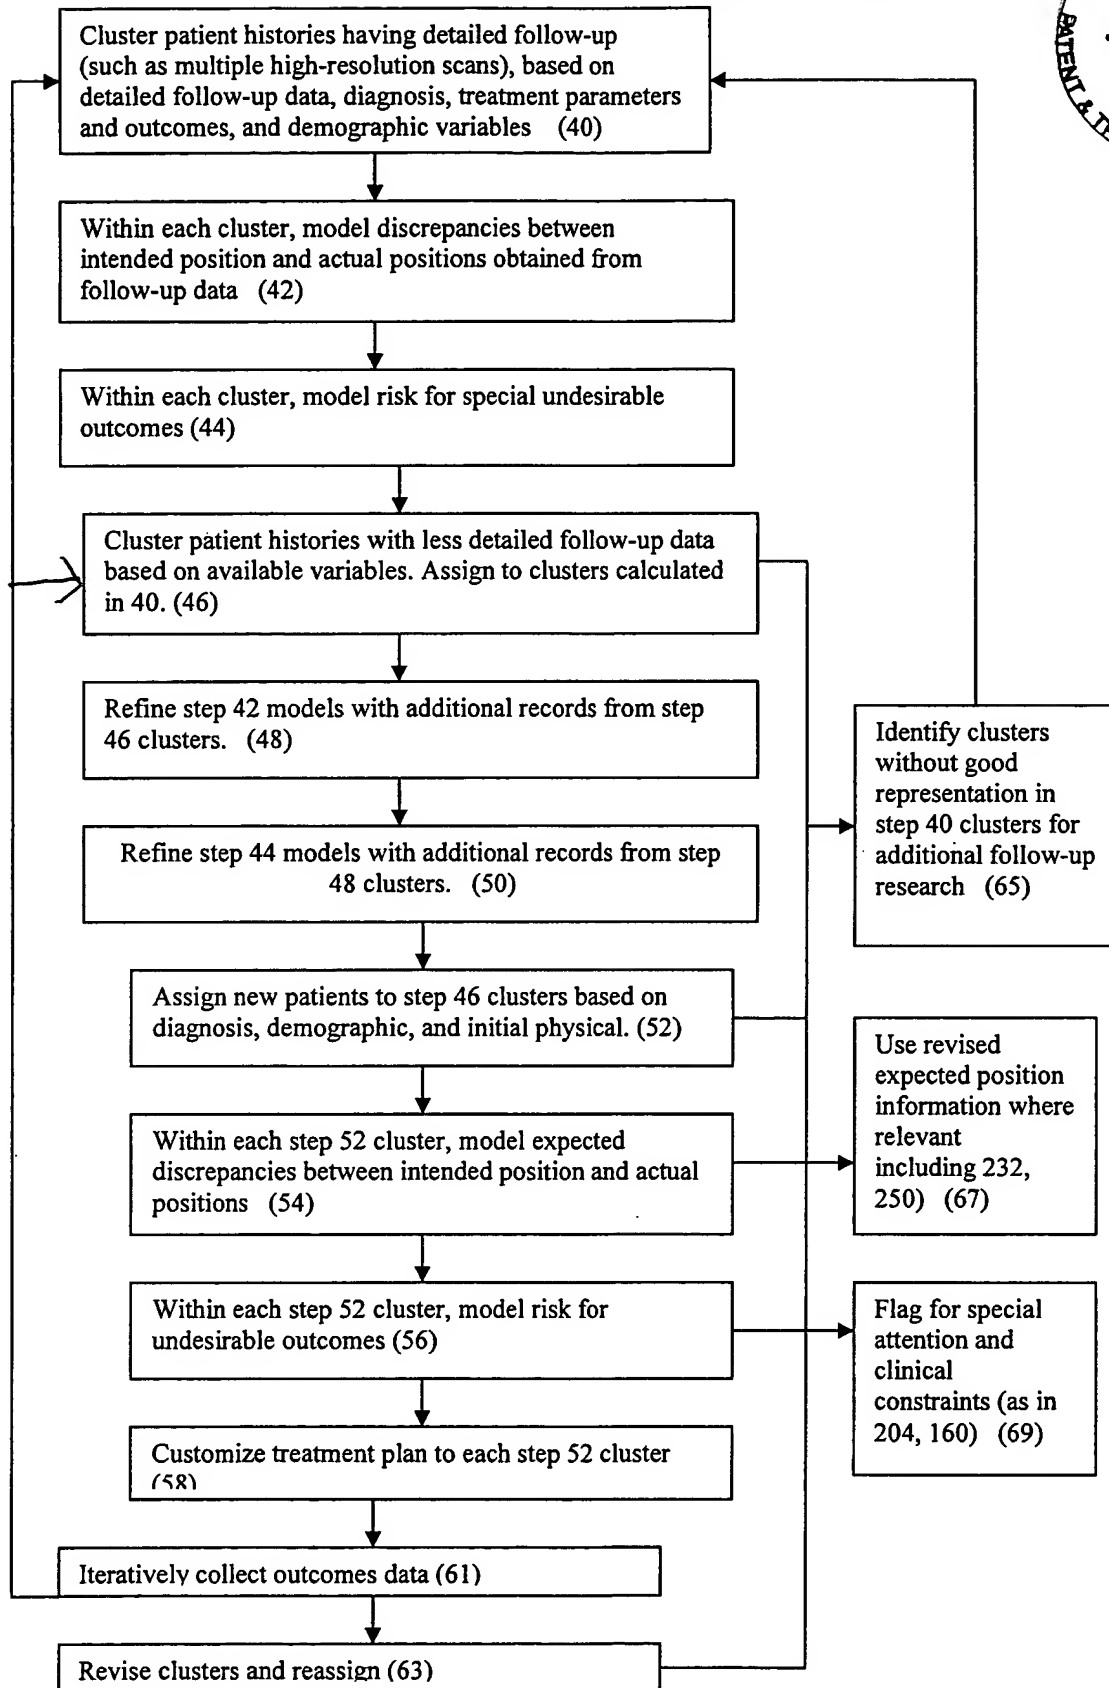 Cluster patient histories having detailed follow-up
(such as multiple high-resolution scans), based on
detailed follow-up data, diagnosis, treatment parameters
and outcomes, and demographic variables (40)
Within each cluster, model discrepancies between
intended position and actual positions obtained from
follow-up data (42)
Within each cluster, model risk for special undesirable
outcomes (44)
Cluster patient histories with less detailed follow-up data
based on available variables. Assign to clusters calculated
in 40. (46)
Refine step 42 models with additional records from step
46 clusters. (48)
Refine step 44 models with additional records from step
48 clusters. (50)
Assign new patients to step 46 clusters based on
diagnosis, demographic, and initial physical. (52)
Within each step 52 cluster, model expected
discrepancies between intended position and actual
positions (54)
Within each step 52 cluster, model risk for
undesirable outcomes (56)
Customize treatment plan to each step 52 cluster
(58)
Iteratively collect outcomes data (61)
Revise clusters and reassign (63)
Identify clusters
without good
representation in
step 40 clusters for
additional follow-up
research (65)
Use revised
expected position
information where
relevant
including 232,
250) (67)
Flag for special
attention and
clinical
constraints (as in
204, 160) (69)
PATENT &